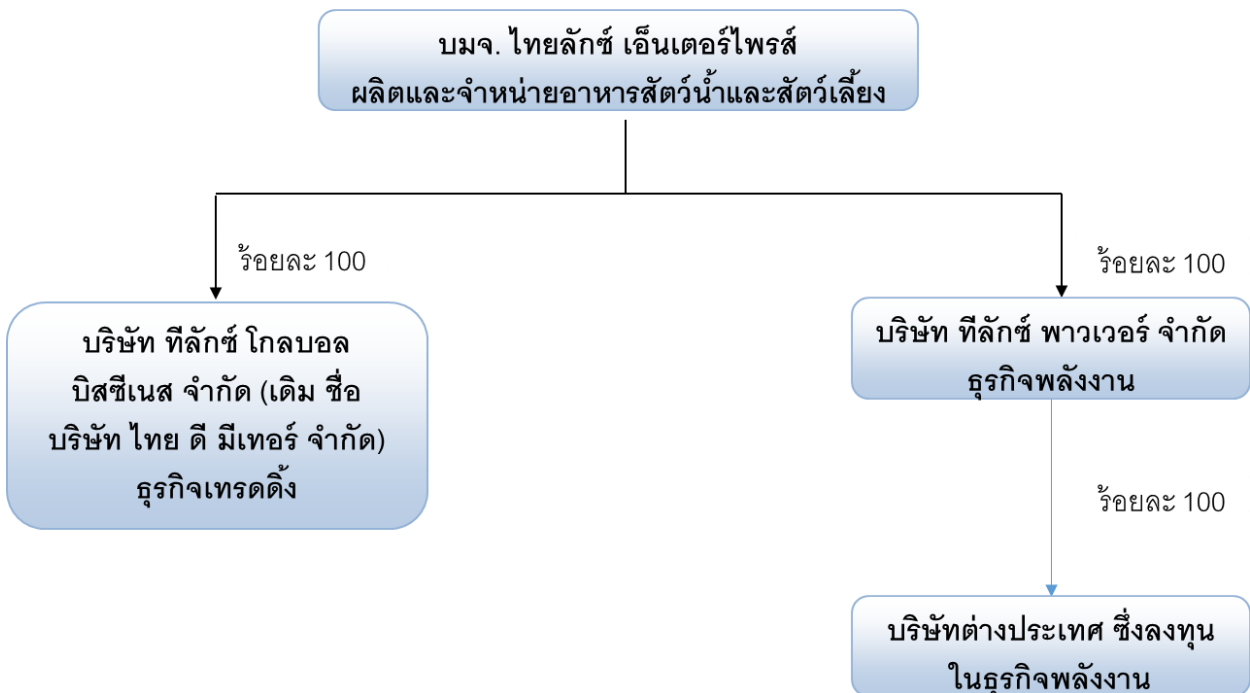 บมจ. ไทยลักซ์ เอ็นเตอร์ไพรส์
ผลิตและจำหน่ายอาหารสัตว์น้ำและสัตว์เลี้ยง
ร้อยละ 100
ร้อยละ 100
บริษัท ทีลักซ์ โกลบอล
บิสซีเนส จำกัด (เดิม ชื่อ
บริษัท ไทย ดี มีเทอร์ จำกัด)
ธุรกิจเทรดดิ้ง
บริษัท ทีลักซ์ พาวเวอร์ จำกัด
ธุรกิจพลังงาน
ร้อยละ 100
บริษัทต่างประเทศ ซึ่งลงทุน
ในธุรกิจพลังงาน